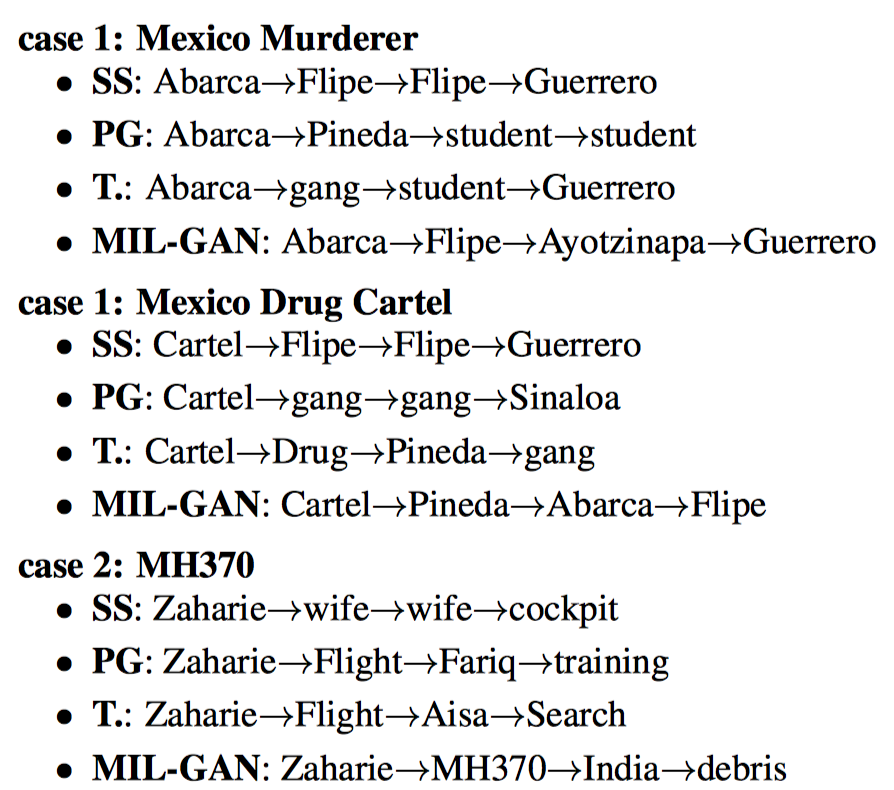 case 1: Mexico Murderer
• SS: Abarca→Flipe→Flipe→Guerrero
• PG: Abarca→Pineda→student→student
• T.: Abarca→gang→student→Guerrero
• MIL-GAN: Abarca→Flipe→Ayotzinapa→Guerrero
case 1: Mexico Drug Cartel
• SS: Cartel→Flipe→Flipe→Guerrero
• PG: Cartel→gang→gang→Sinaloa
• T.: Cartel→Drug→Pineda→gang
• MIL-GAN: Cartel→Pineda→Abarca→Flipe
case 2: MH370
• SS: Zaharie→wife→wife→cockpit
• PG: Zaharie→Flight→Fariq→training
• T.: Zaharie→Flight→Aisa→Search
• MIL-GAN: Zaharie→MH370→India→debris